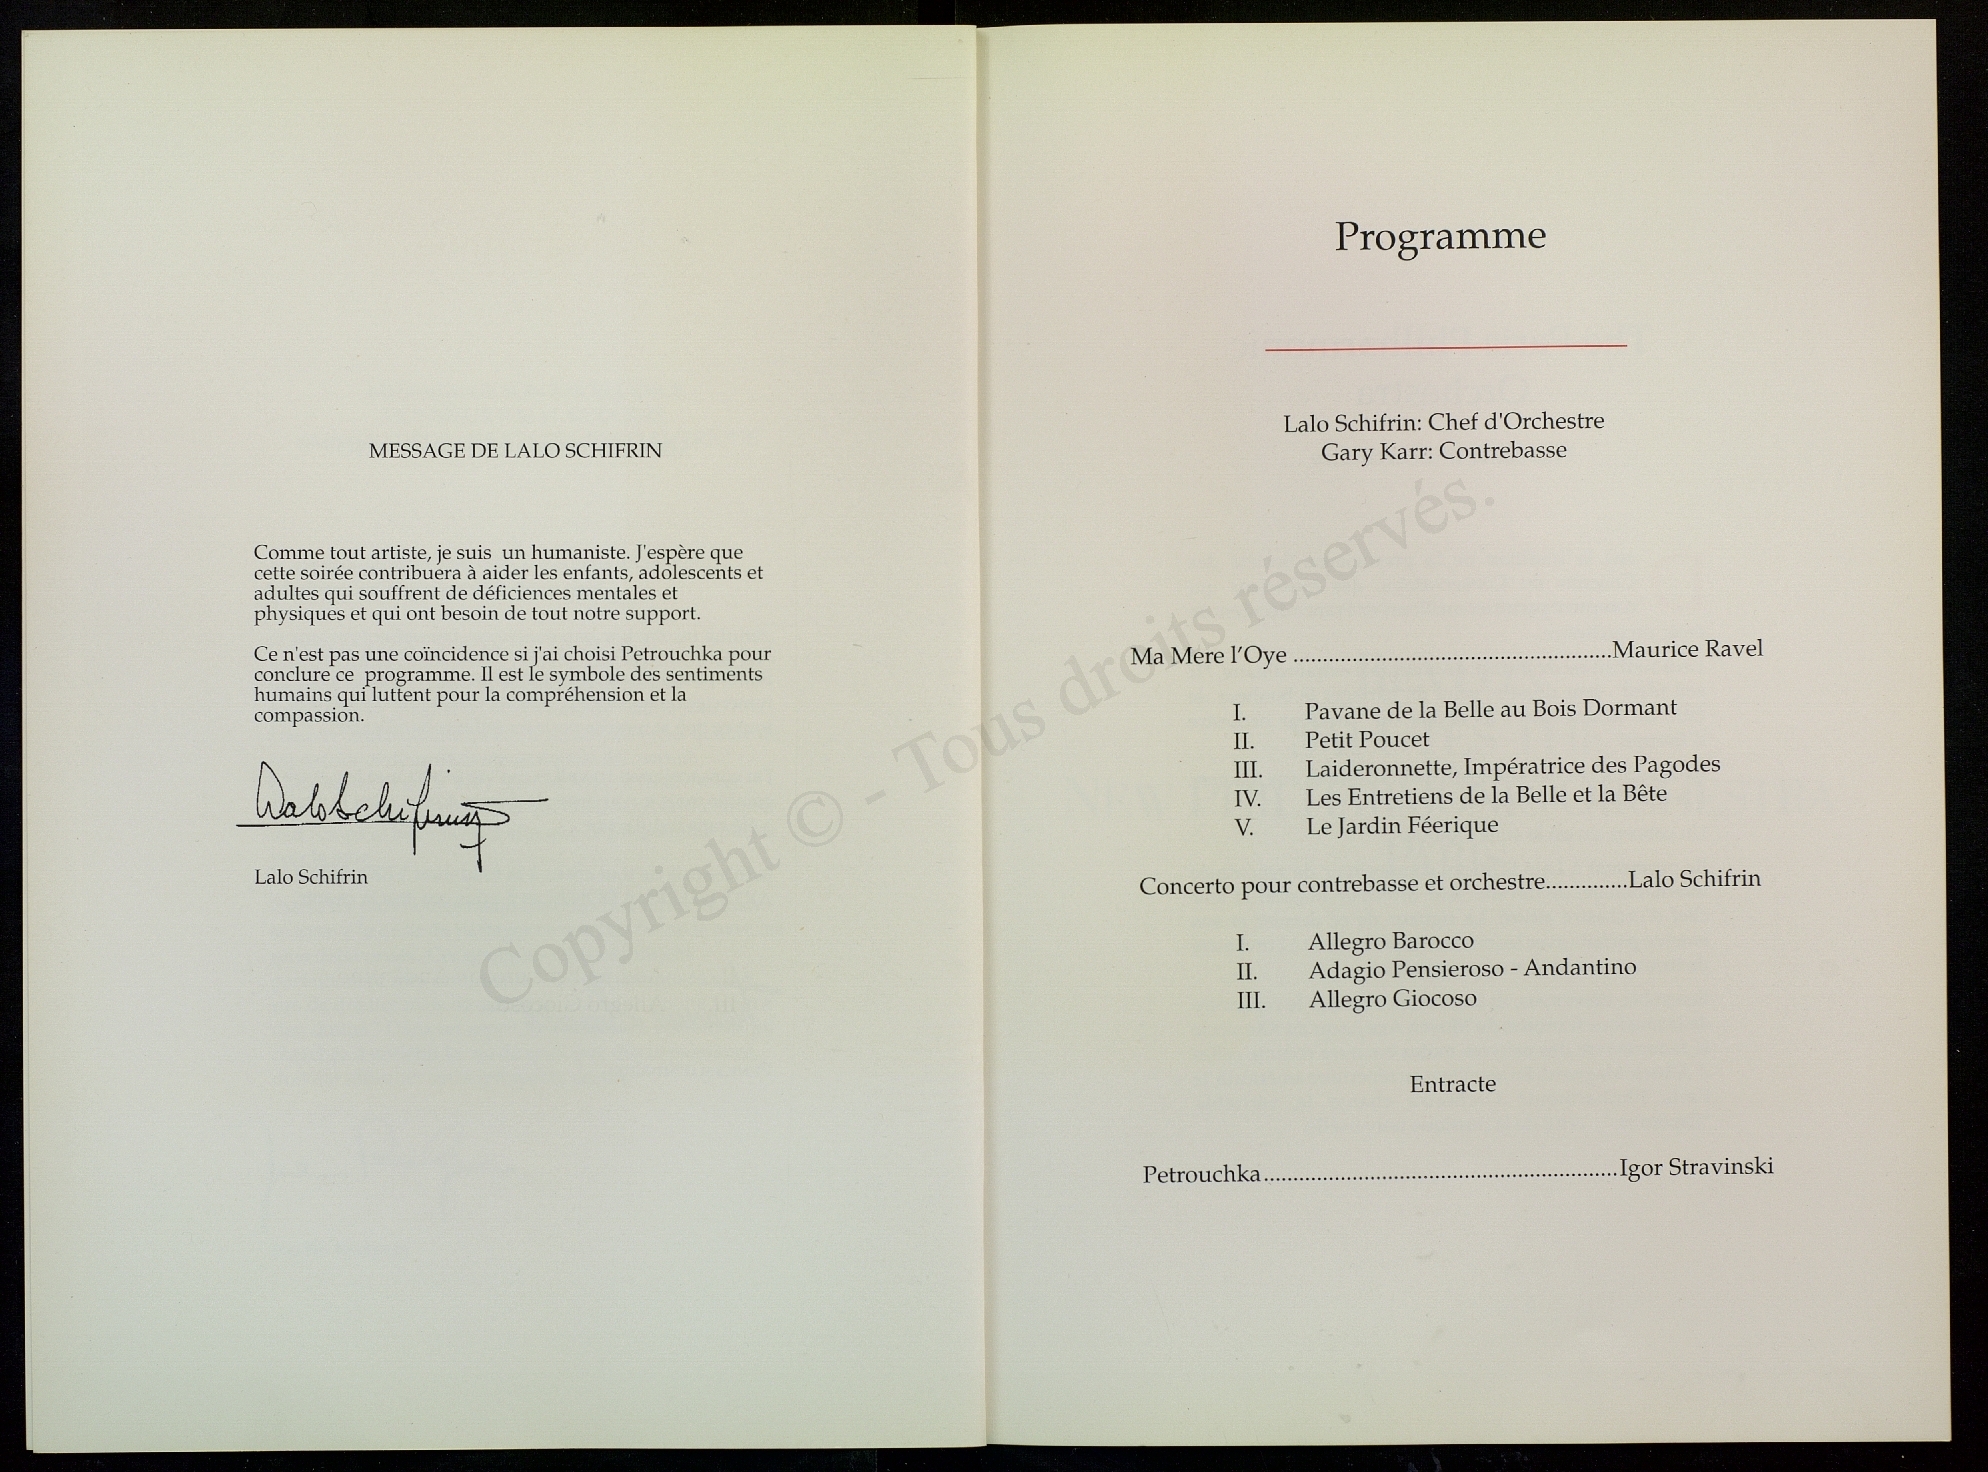 MESSAGE DE LALO SCHIFRIN
Comme tout artiste, je suis un humaniste. J'espère que
cette soirée contribuera à aider les enfants, adolescents et
adultes qui souffrent de déficiences mentales et
physiques et qui ont besoin de tout notre support.
Ce n'est pas une coïncidence si j'ai choisi Petrouchka pour
conclure ce programme. Il est le symbole des sentiments
humains qui luttent pour la compréhension et la
compassion.
Lalo Schifrin
Lalo Schifrin
Programme
Lalo Schifrin: Chef d'Orchestre
Gary Karr: Contrebasse
Ma Mere l'Oye ......................................................Maurice Ravel
I. Pavane de la Belle au Bois Dormant
II. Petit Poucet
III. Laideronnette, Impératrice des Pagodes
IV. Les Entretiens de la Belle et la Bête
V. Le Jardin Féerique
Concerto pour contrebasse et orchestre..............Lalo Schifrin
I. Allegro Barocco
II. Adagio Pensieroso - Andantino
III. Allegro Giocoso
Entracte
Petrouchka............................................................Igor Stravinski
Copyright © - Tous droits réservés.